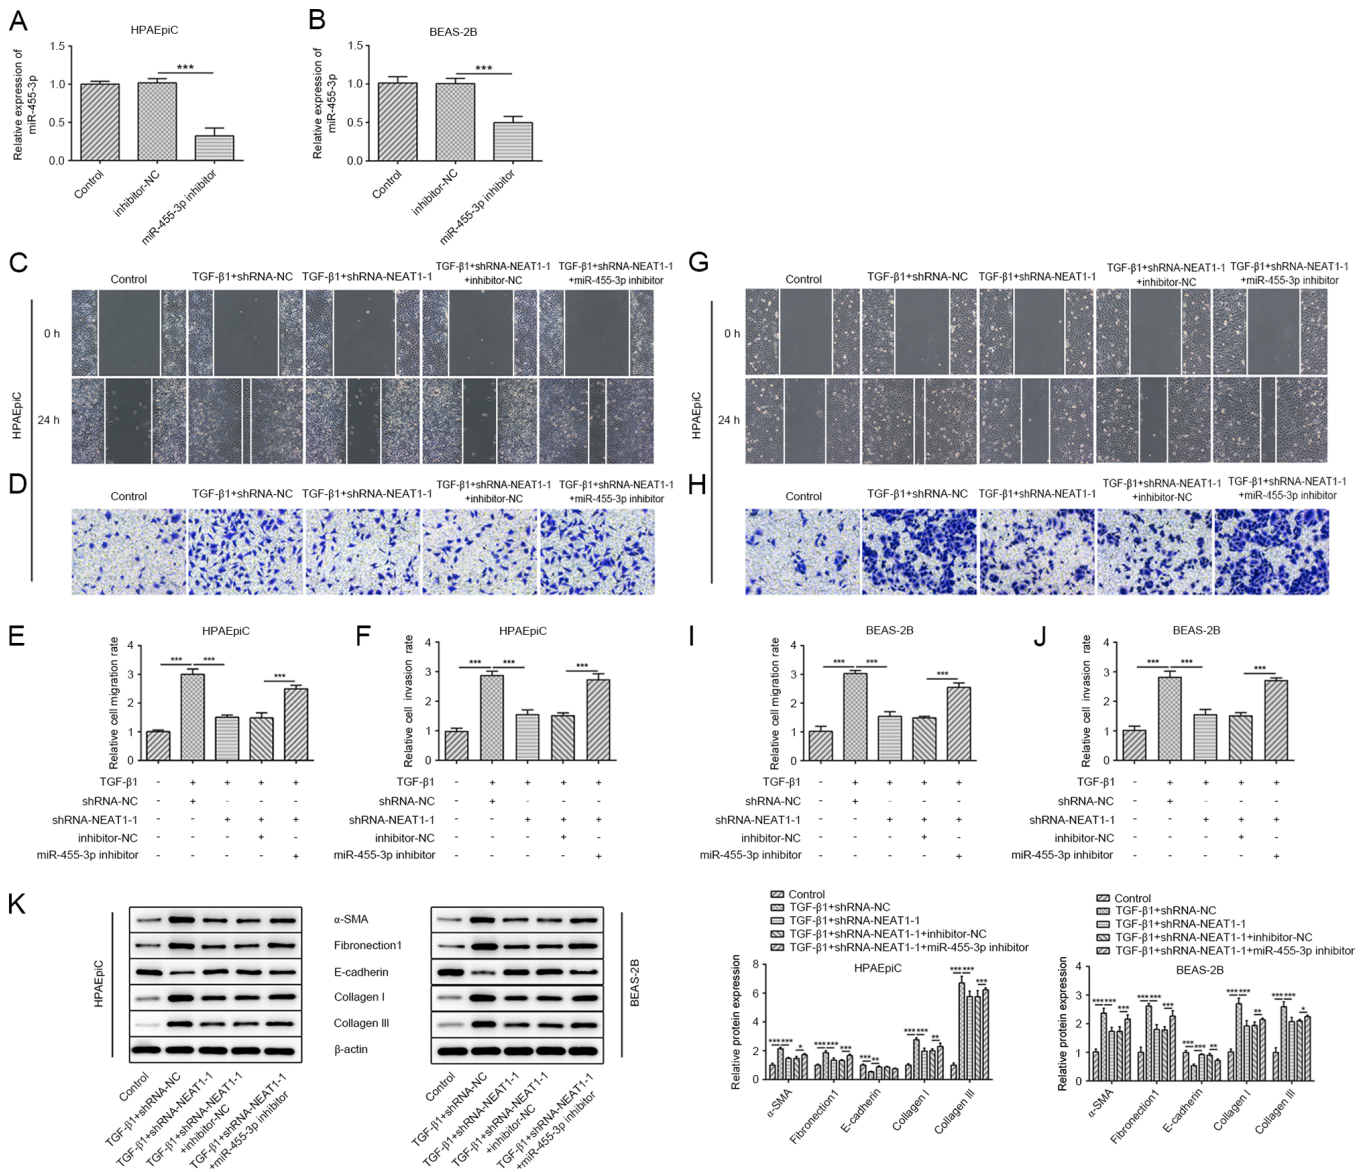 A
HPAEpiC
Relative expression of
miR-455-3p
1.5
1.0
0.5
0.0
***
Control
inhibitor-NC
miR-455-3p inhibitor
B
BEAS-2B
Relative expression of
miR-455-3p
1.5
1.0
0.5
0.0
***
Control
inhibitor-NC
miR-455-3p inhibitor
C
Control
TGF-β1+shRNA-NC
TGF-β1+shRNA-NEAT1-1
TGF-β1+shRNA-NEAT1-1
+inhibitor-NC
TGF-β1+shRNA-NEAT1-1
+miR-455-3p inhibitor
0 h
24 h
HPAEpiC
D
Control
TGF-β1+shRNA-NC
TGF-β1+shRNA-NEAT1-1
TGF-β1+shRNA-NEAT1-1
+inhibitor-NC
TGF-β1+shRNA-NEAT1-1
+miR-455-3p inhibitor
G
Control
TGF-β1+shRNA-NC
TGF-β1+shRNA-NEAT1-1
TGF-β1+shRNA-NEAT1-1
+inhibitor-NC
TGF-β1+shRNA-NEAT1-1
+miR-455-3p inhibitor
0 h
24 h
HPAEpiC
H
Control
TGF-β1+shRNA-NC
TGF-β1+shRNA-NEAT1-1
TGF-β1+shRNA-NEAT1-1
+inhibitor-NC
TGF-β1+shRNA-NEAT1-1
+miR-455-3p inhibitor
E
HPAEpiC
Relative cell migration rate
4
3
2
1
0
*** ***
***
TGF-β1 - + + + +
shRNA-NC - + - - -
shRNA-NEAT1-1 - - + + +
inhibitor-NC - - - + -
miR-455-3p inhibitor - - - - +
F
HPAEpiC
Relative cell invasion rate
4
3
2
1
0
*** ***
***
TGF-β1 - + + + +
shRNA-NC - + - - -
shRNA-NEAT1-1 - - + + +
inhibitor-NC - - - + -
miR-455-3p inhibitor - - - - +
I
BEAS-2B
Relative cell migration rate
4
3
2
1
0
*** ***
***
TGF-β1 - + + + +
shRNA-NC - + - - -
shRNA-NEAT1-1 - - + + +
inhibitor-NC - - - + -
miR-455-3p inhibitor - - - - +
J
BEAS-2B
Relative cell invasion rate
4
3
2
1
0
*** ***
***
TGF-β1 - + + + +
shRNA-NC - + - - -
shRNA-NEAT1-1 - - + + +
inhibitor-NC - - - + -
miR-455-3p inhibitor - - - - +
K
HPAEpiC
α-SMA
Fibronection1
E-cadherin
Collagen I
Collagen III
β-actin
BEAS-2B
Control
TGF-β1+shRNA-NC
TGF-β1+shRNA-NEAT1-1
TGF-β1+shRNA-NEAT1-1
+inhibitor-NC
TGF-β1+shRNA-NEAT1-1
+miR-455-3p inhibitor
Control
TGF-β1+shRNA-NC
TGF-β1+shRNA-NEAT1-1
TGF-β1+shRNA-NEAT1-1
+inhibitor-NC
TGF-β1+shRNA-NEAT1-1
+miR-455-3p inhibitor
Control
TGF-β1+shRNA-NC
TGF-β1+shRNA-NEAT1-1
TGF-β1+shRNA-NEAT1-1+inhibitor-NC
TGF-β1+shRNA-NEAT1-1+miR-455-3p inhibitor
HPAEpiC
Relative protein expression
8
6
4
2
0
*** *** *
*** *** ***
*** **
*** *** **
*** *** ***
α-SMA
Fibronection1
E-cadherin
Collagen I
Collagen III
Control
TGF-β1+shRNA-NC
TGF-β1+shRNA-NEAT1-1
TGF-β1+shRNA-NEAT1-1+inhibitor-NC
TGF-β1+shRNA-NEAT1-1+miR-455-3p inhibitor
BEAS-2B
Relative protein expression
4
3
2
1
0
*** *** ***
*** *** ***
*** *** **
*** *** **
*** *** *
α-SMA
Fibronection1
E-cadherin
Collagen I
Collagen III